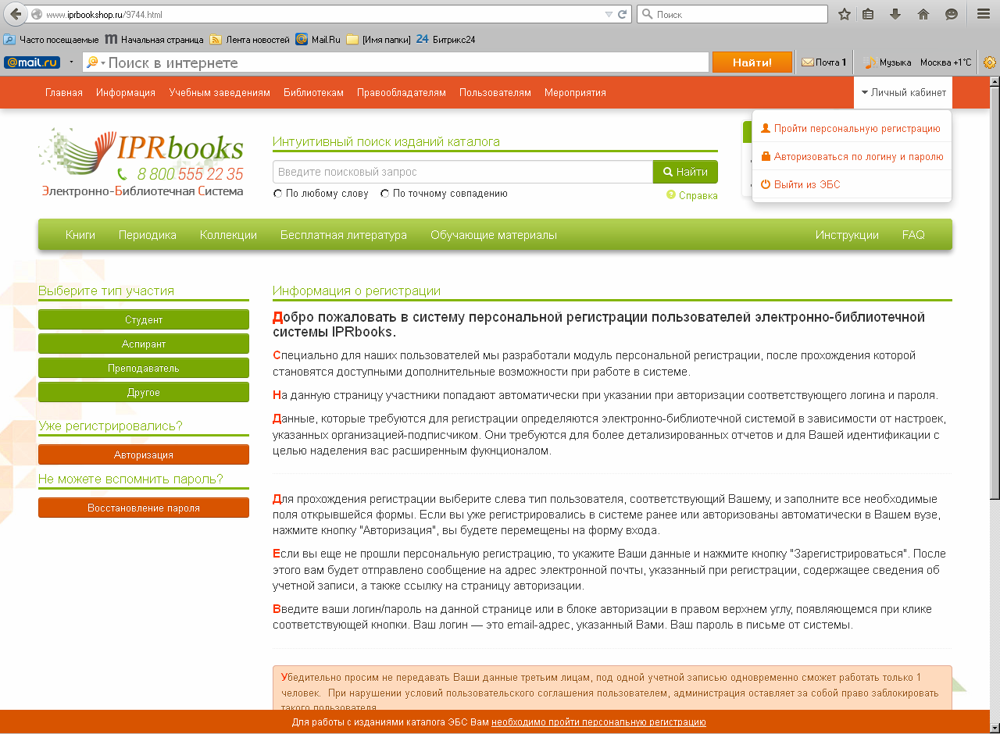 www.iprbookshop.ru/9744.html
Поиск
Часто посещаемые
Начальная страница
Лента новостей
Mail.Ru
[Имя папки]
24 Битрикс24
@mail.ru
Поиск в интернете
Найти!
Почта 1
Музыка
Москва +1°C
Главная
Информация
Учебным заведениям
Библиотекам
Правообладателям
Пользователям
Мероприятия
Личный кабинет
Пройти персональную регистрацию
Авторизоваться по логину и паролю
Выйти из ЭБС
IPRbooks
8 800 555 22 35
Электронно-Библиотечная Система
Интуитивный поиск изданий каталога
Введите поисковый запрос
Найти
По любому слову
По точному совпадению
Справка
Книги
Периодика
Коллекции
Бесплатная литература
Обучающие материалы
Инструкции
FAQ
Выберите тип участия
Студент
Аспирант
Преподаватель
Другое
Уже регистрировались?
Авторизация
Не можете вспомнить пароль?
Восстановление пароля
Информация о регистрации
Добро пожаловать в систему персональной регистрации пользователей электронно-библиотечной
системы IPRbooks.
Специально для наших пользователей мы разработали модуль персональной регистрации, после прохождения которой
становятся доступными дополнительные возможности при работе в системе.
На данную страницу участники попадают автоматически при указании при авторизации соответствующего логина и пароля.
Данные, которые требуются для регистрации определяются электронно-библиотечной системой в зависимости от настроек,
указанных организацией-подписчиком. Они требуются для более детализированных отчетов и для Вашей идентификации с
целью наделения вас расширенным фукнционалом.
Для прохождения регистрации выберите слева тип пользователя, соответствующий Вашему, и заполните все необходимые
поля открывшейся формы. Если вы уже регистрировались в системе ранее или авторизованы автоматически в Вашем вузе,
нажмите кнопку "Авторизация", вы будете перемещены на форму входа.
Если вы еще не прошли персональную регистрацию, то укажите Ваши данные и нажмите кнопку "Зарегистрироваться". После
этого вам будет отправлено сообщение на адрес электронной почты, указанный при регистрации, содержащее сведения об
учетной записи, а также ссылку на страницу авторизации.
Введите ваши логин/пароль на данной странице или в блоке авторизации в правом верхнем углу, появляющемся при клике
соответствующей кнопки. Ваш логин — это email-адрес, указанный Вами. Ваш пароль в письме от системы.
Убедительно просим не передавать Ваши данные третьим лицам, под одной учетной записью одновременно сможет работать только 1
человек. При нарушении условий пользовательского соглашения пользователем, администрация оставляет за собой право заблокировать
такого пользователя
Для работы с изданиями каталога ЭБС Вам необходимо пройти персональную регистрацию